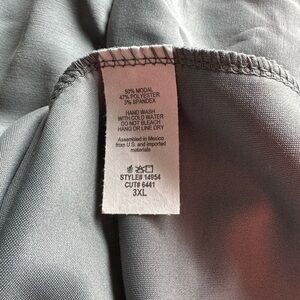 50% MODAL
47% POLYESTER
3% SPANDEX
HAND WASH
WITH COLD WATER
DO NOT BLEACH
HANG OR LINE DRY
Assembled in Mexico
from U.S. and imported
materials
STYLE# 14954
CUT# 6441
3XL